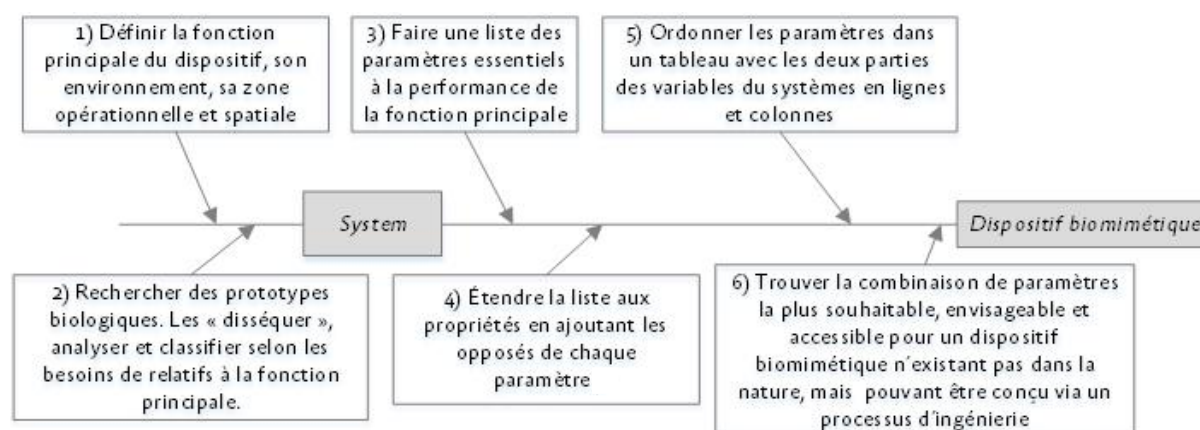 1) Définir la fonction
principale du dispositif, son
environnement, sa zone
opérationnelle et spatiale
3) Faire une liste des
paramètres essentiels
à la performance de
la fonction principale
5) Ordonner les paramètres dans
un tableau avec les deux parties
des variables du systèmes en lignes
et colonnes
System
Dispositif biomimétique
2) Rechercher des prototypes
biologiques. Les « disséquer »,
analyser et classifier selon les
besoins de relatifs à la fonction
principale.
4) Étendre la liste aux
propriétés en ajoutant les
opposés de chaque
paramètre
6) Trouver la combinaison de paramètres
la plus souhaitable, envisageable et
accessible pour un dispositif
biomimétique n'existant pas dans la
nature, mais pouvant être conçu via un
processus d'ingénierie